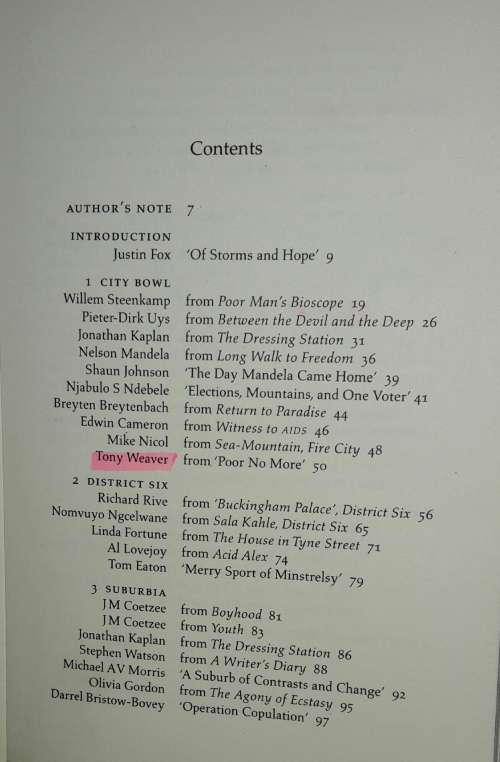 Contents
AUTHOR'S NOTE 7
INTRODUCTION
Justin Fox 'Of Storms and Hope' 9
1 CITY BOWL
Willem Steenkamp from Poor Man's Bioscope 19
Pieter-Dirk Uys from Between the Devil and the Deep 26
Jonathan Kaplan from The Dressing Station 31
Nelson Mandela from Long Walk to Freedom 36
Shaun Johnson 'The Day Mandela Came Home' 39
Njabulo S Ndebele 'Elections, Mountains, and One Voter' 41
Breyten Breytenbach from Return to Paradise 44
Edwin Cameron from Witness to AIDS 46
Mike Nicol from Sea-Mountain, Fire City 48
Tony Weaver from 'Poor No More' 50
2 DISTRICT SIX
Richard Rive from 'Buckingham Palace', District Six 56
Nomvuyo Ngcelwane from Sala Kahle, District Six 65
Linda Fortune from The House in Tyne Street 71
Al Lovejoy from Acid Alex 74
Tom Eaton 'Merry Sport of Minstrelsy' 79
3 SUBURBIA
J M Coetzee from Boyhood 81
J M Coetzee from Youth 83
Jonathan Kaplan from The Dressing Station 86
Stephen Watson from A Writer's Diary 88
Michael AV Morris 'A Suburb of Contrasts and Change' 92
Olivia Gordon from The Agony of Ecstasy 95
Darrel Bristow-Bovey 'Operation Copulation' 97